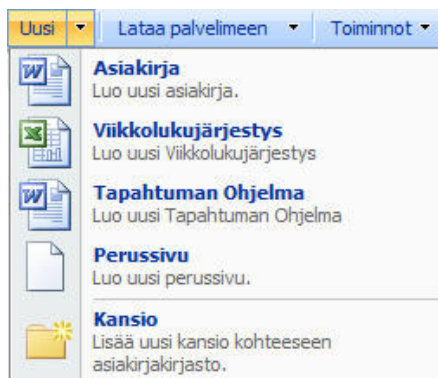 Uusi Lataa palvelimeen Toiminnot
Asiakirja
Luo uusi asiakirja.
Viikkolukujärjestys
Luo uusi Viikkolukujärjestys
Tapahtuman Ohjelma
Luo uusi Tapahtuman Ohjelma
Perussivu
Luo uusi perussivu.
Kansio
Lisää uusi kansio kohteeseen
asiakirjakirjasto.